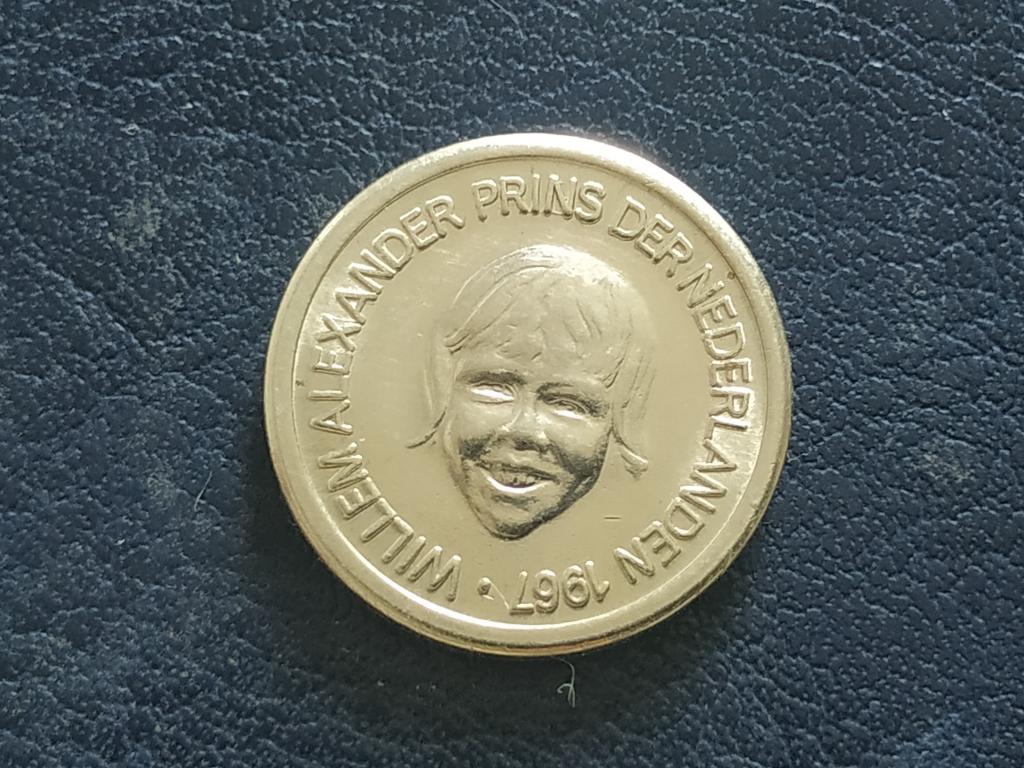 WILLEM. ALEXANDER PRINS DER NEDERLANDEN 1967 ·